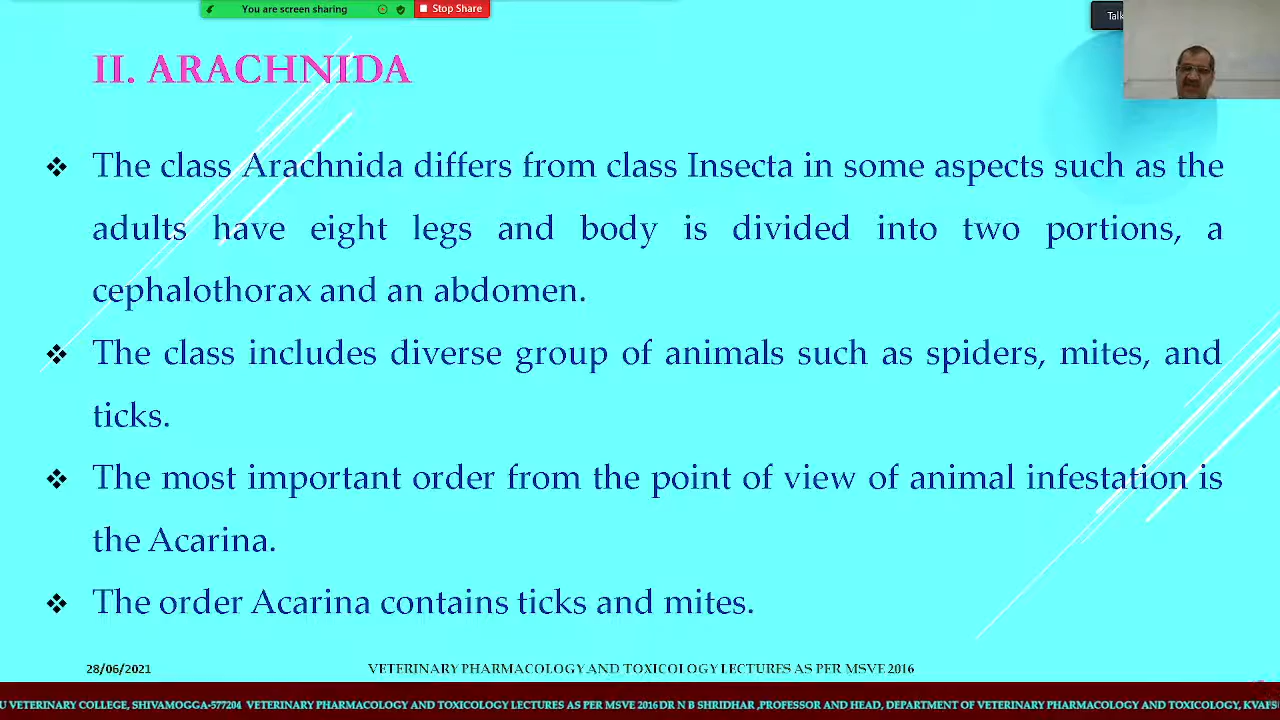 You are screen sharing
Stop Share
Talk
II. ARACHNIDA
❖ The class Arachnida differs from class Insecta in some aspects such as the
adults have eight legs and body is divided into two portions, a
cephalothorax and an abdomen.
❖ The class includes diverse group of animals such as spiders, mites, and
ticks.
❖ The most important order from the point of view of animal infestation is
the Acarina.
❖ The order Acarina contains ticks and mites.
28/06/2021
VETERINARY PHARMACOLOGY AND TOXICOLOGY LECTURES AS PER MSVE 2016
U VETERINARY COLLEGE, SHIVAMOGGA-577204 VETERINARY PHARMACOLOGY AND TOXICOLOGY LECTURES AS PER MSVE 2016 DR N B SHRIDHAR ,PROFESSOR AND HEAD, DEPARTMENT OF VETERINARY PHARMACOLOGY AND TOXICOLOGY, KVAFS